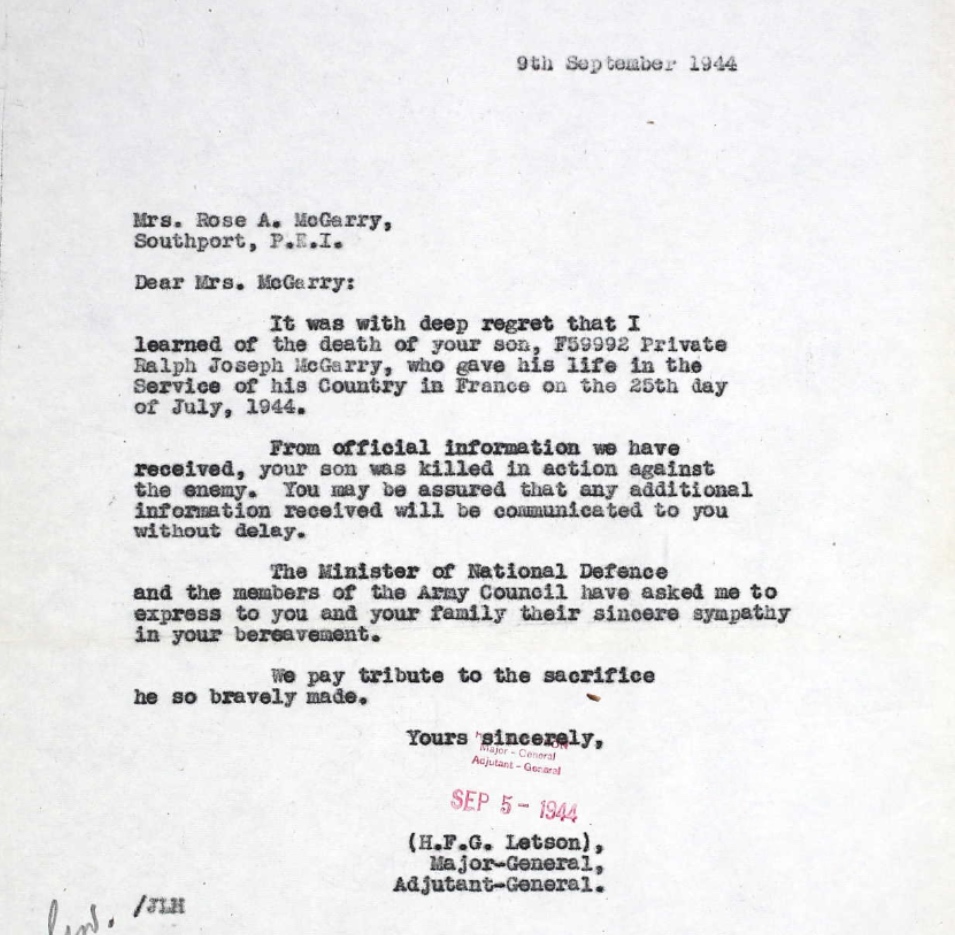 9th September 1944
Mrs. Rose A. McGarry,
Southport, P.E.I.
Dear Mrs. McGarry:
It was with deep regret that I
learned of the death of your son, F59992 Private
Ralph Joseph McGarry, who gave his life in the
Service of his Country in France on the 25th day
of July, 1944.
From official information we have
received, your son was killed in action against
the enemy. You may be assured that any additional
information received will be communicated to you
without delay.
The Minister of National Defence
and the members of the Army Council have asked me to
express to you and your family their sincere sympathy
in your bereavement.
We pay tribute to the sacrifice
he so bravely made.
Yours sincerely,
Major - General
Adjutant - General
SEP 5 - 1944
(H.F.G. Letson),
Major-General,
Adjutant-General.
/JLH